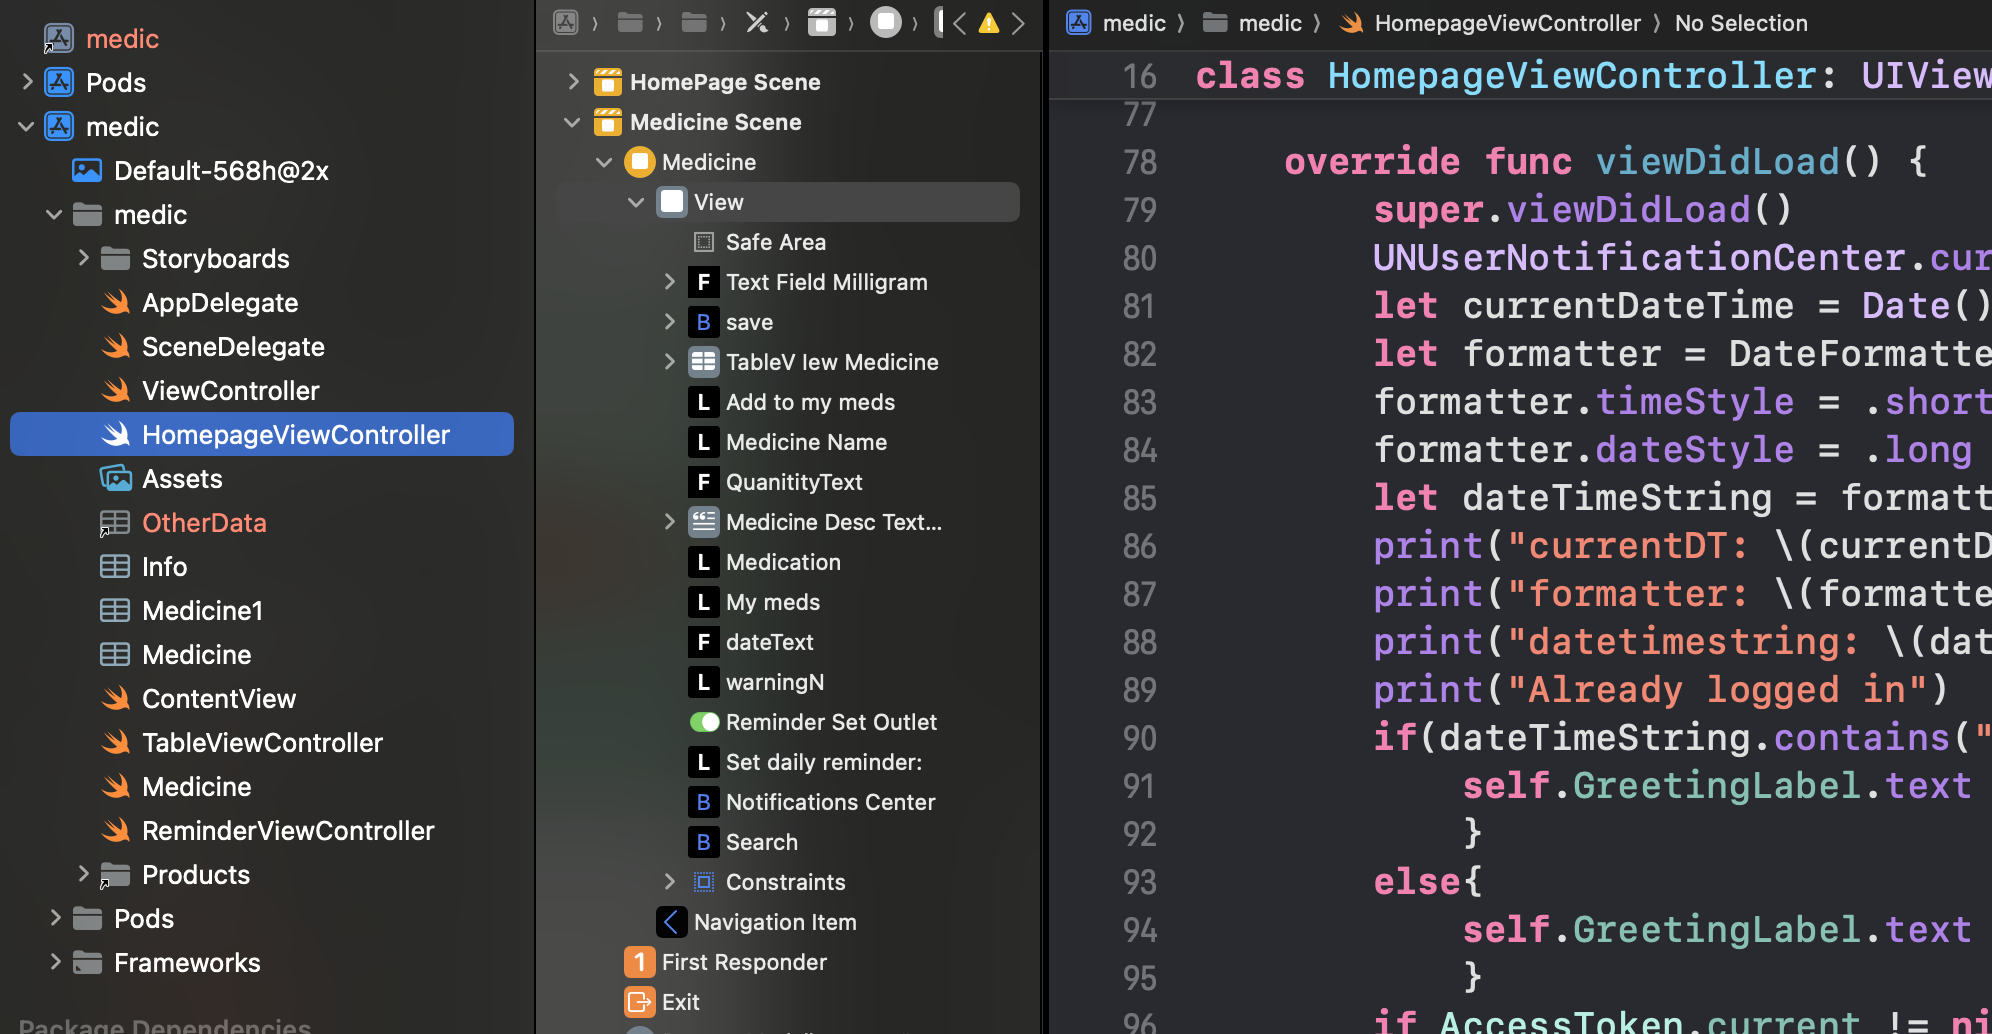 medic
Pods
medic
Default-568h@2x
medic
Storyboards
AppDelegate
SceneDelegate
ViewController
HomepageViewController
Assets
OtherData
Info
Medicine1
Medicine
ContentView
TableViewController
Medicine
ReminderViewController
Products
Pods
Frameworks
Package Dependencies
HomePage Scene
Medicine Scene
Medicine
View
Safe Area
F Text Field Milligram
B save
TableV Iew Medicine
L Add to my meds
L Medicine Name
F QuanitityText
Medicine Desc Text...
L Medication
L My meds
F dateText
L warningN
Reminder Set Outlet
L Set daily reminder:
B Notifications Center
B Search
Constraints
Navigation Item
1 First Responder
Exit
medic 〉 medic 〉 HomepageViewController 〉 No Selection
16 class HomepageViewController: UIView
77
78 override func viewDidLoad() {
79 super.viewDidLoad()
80 UNUserNotificationCenter.cur
81 let currentDateTime = Date()
82 let formatter = DateFormatte
83 formatter.timeStyle = .short
84 formatter.dateStyle = .long
85 let dateTimeString = formatt
86 print("currentDT: \(currentD
87 print("formatter: \(formatte
88 print("datetimestring: \(dat
89 print("Already logged in")
90 if(dateTimeString.contains("
91 self.GreetingLabel.text
92 }
93 else{
94 self.GreetingLabel.text
95 }
96 if AccessToken.current != ni